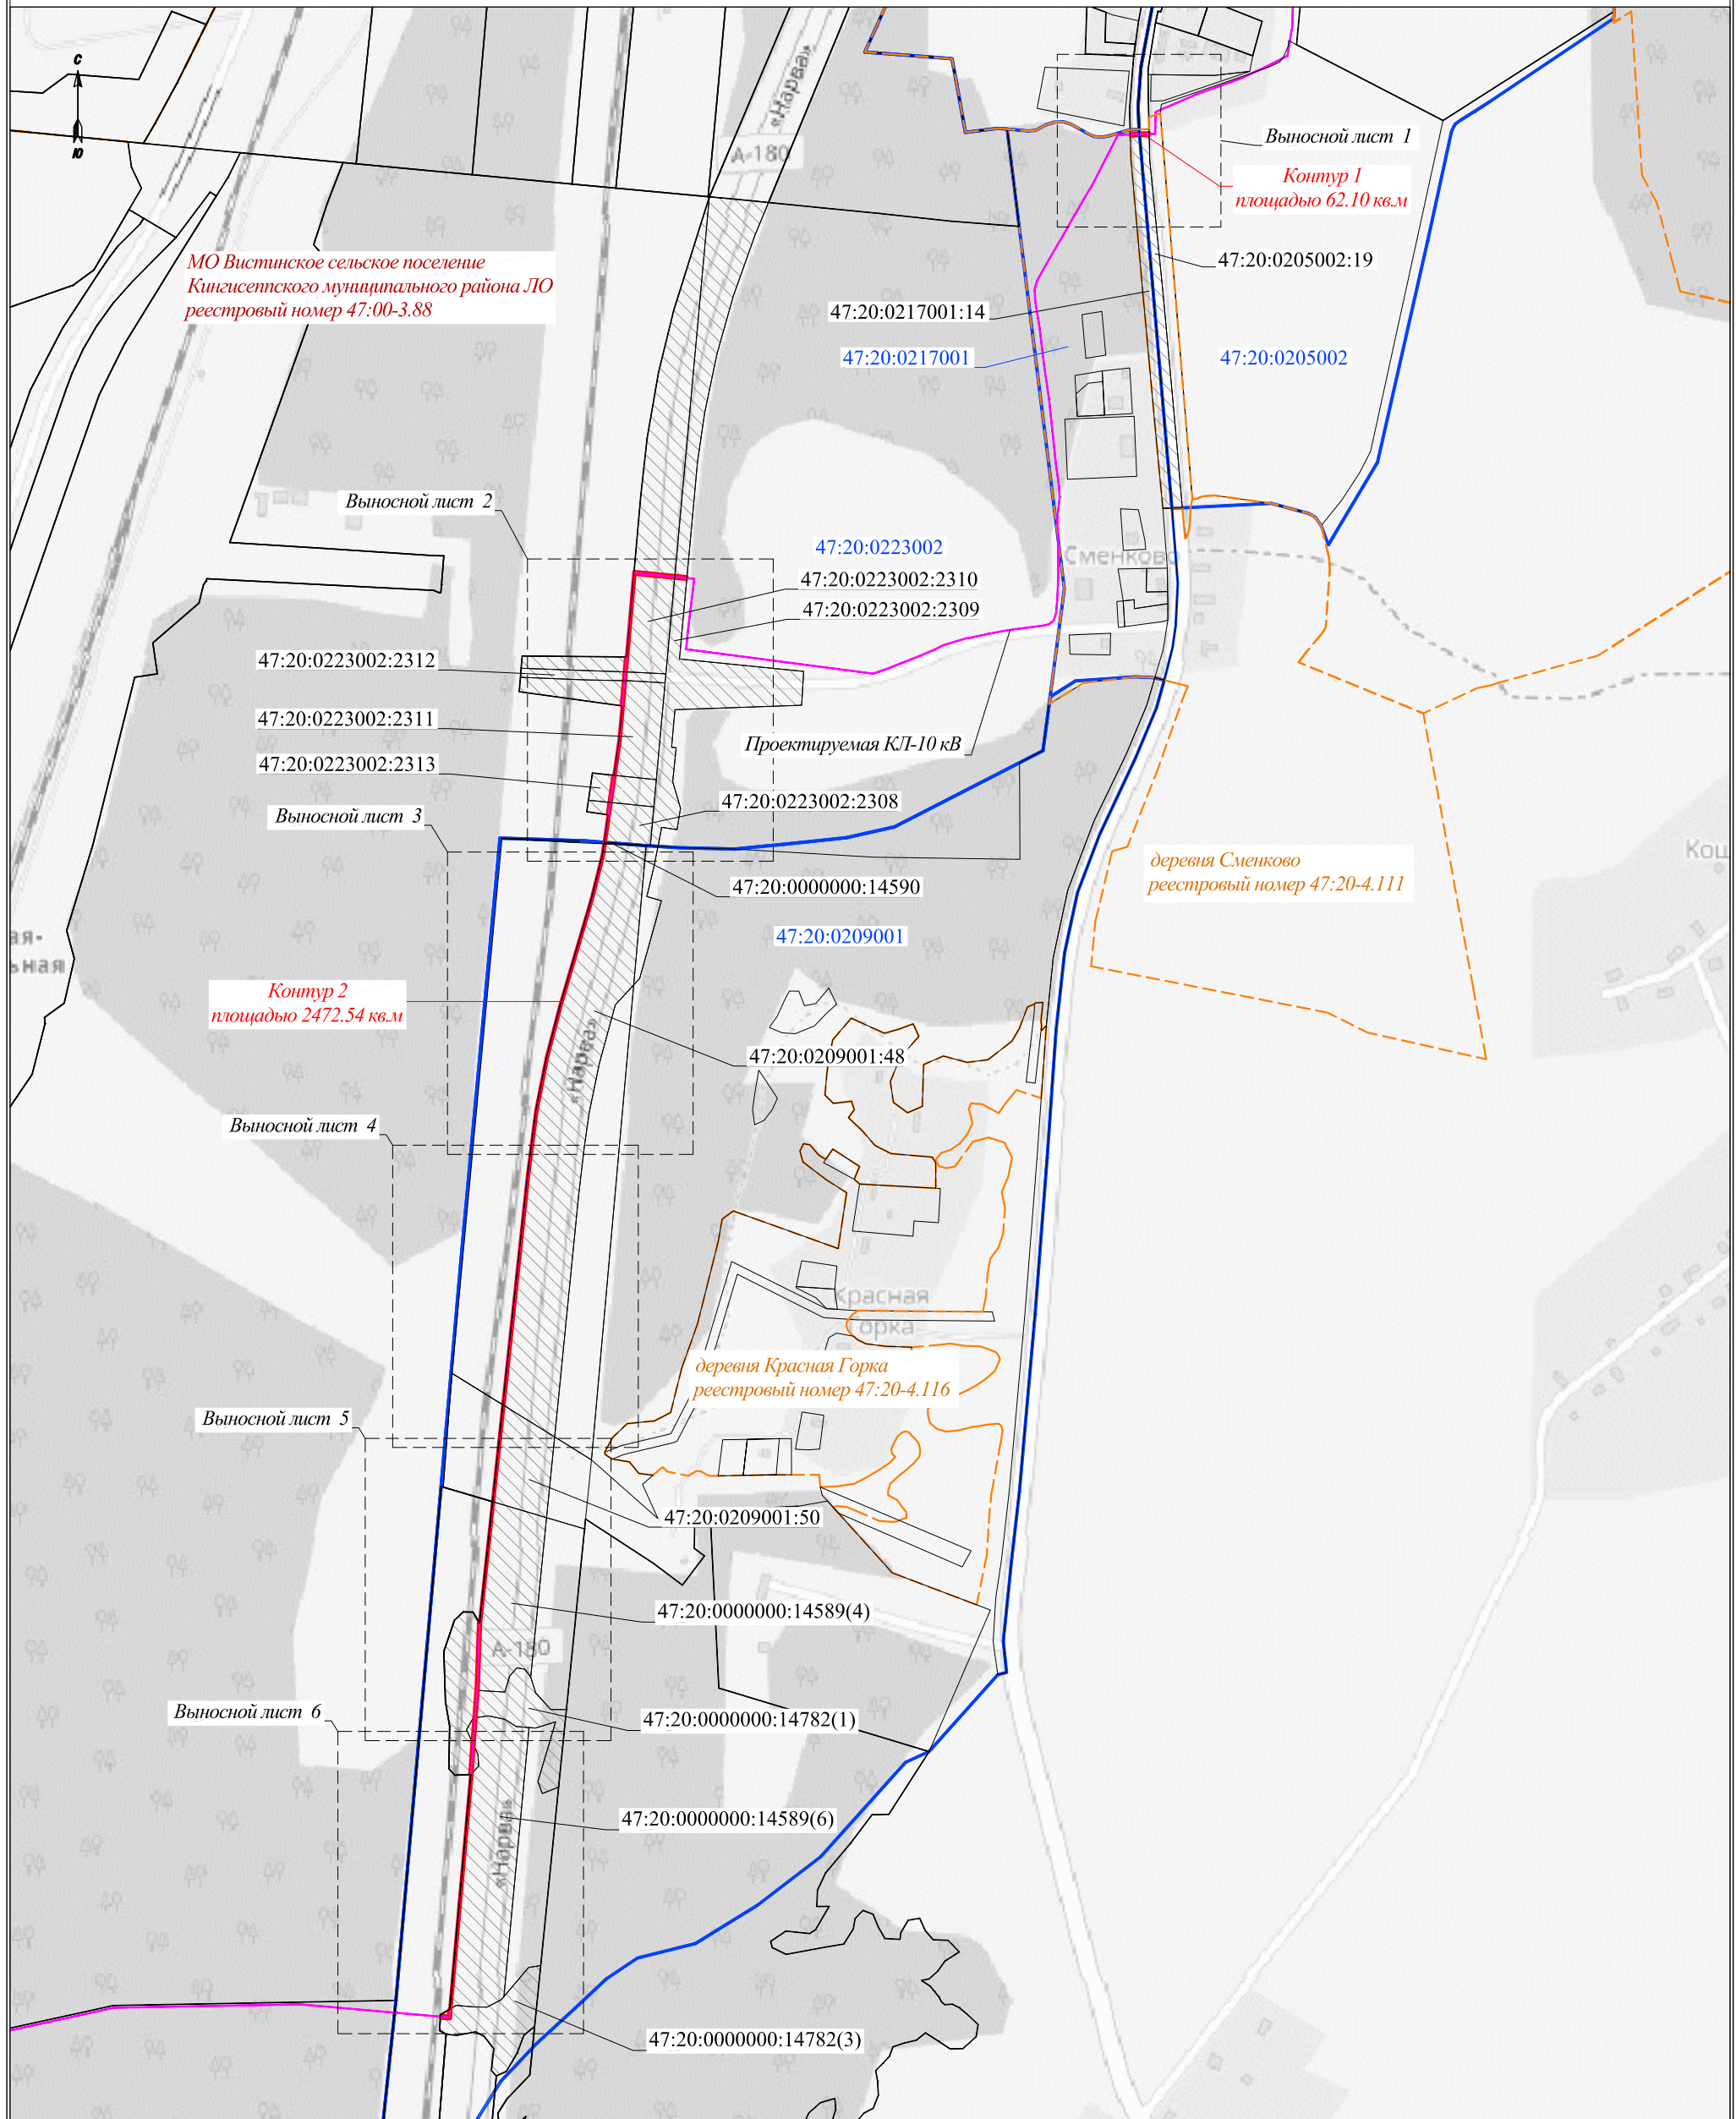 С
Ю
«Нарва»
А-180
Выносной лист 1
Контур 1
площадью 62.10 кв.м
МО Вистинское сельское поселение
Кингисеппского муниципального района ЛО
реестровый номер 47:00-3.88
47:20:0205002:19
47:20:0217001:14
47:20:0217001
47:20:0205002
Выносной лист 2
47:20:0223002
Сменково
47:20:0223002:2310
47:20:0223002:2309
47:20:0223002:2312
47:20:0223002:2311
Проектируемая КЛ-10 кВ
47:20:0223002:2313
47:20:0223002:2308
Выносной лист 3
Кош
деревня Сменково
реестровый номер 47:20-4.111
47:20:0000000:14590
47:20:0209001
ая-
ьная
Контур 2
площадью 2472.54 кв.м
47:20:0209001:48
«Нарва»
Выносной лист 4
Красная
Горка
деревня Красная Горка
реестровый номер 47:20-4.116
Выносной лист 5
47:20:0209001:50
47:20:0000000:14589(4)
А-180
Выносной лист 6
47:20:0000000:14782(1)
47:20:0000000:14589(6)
«Нарва»
47:20:0000000:14782(3)